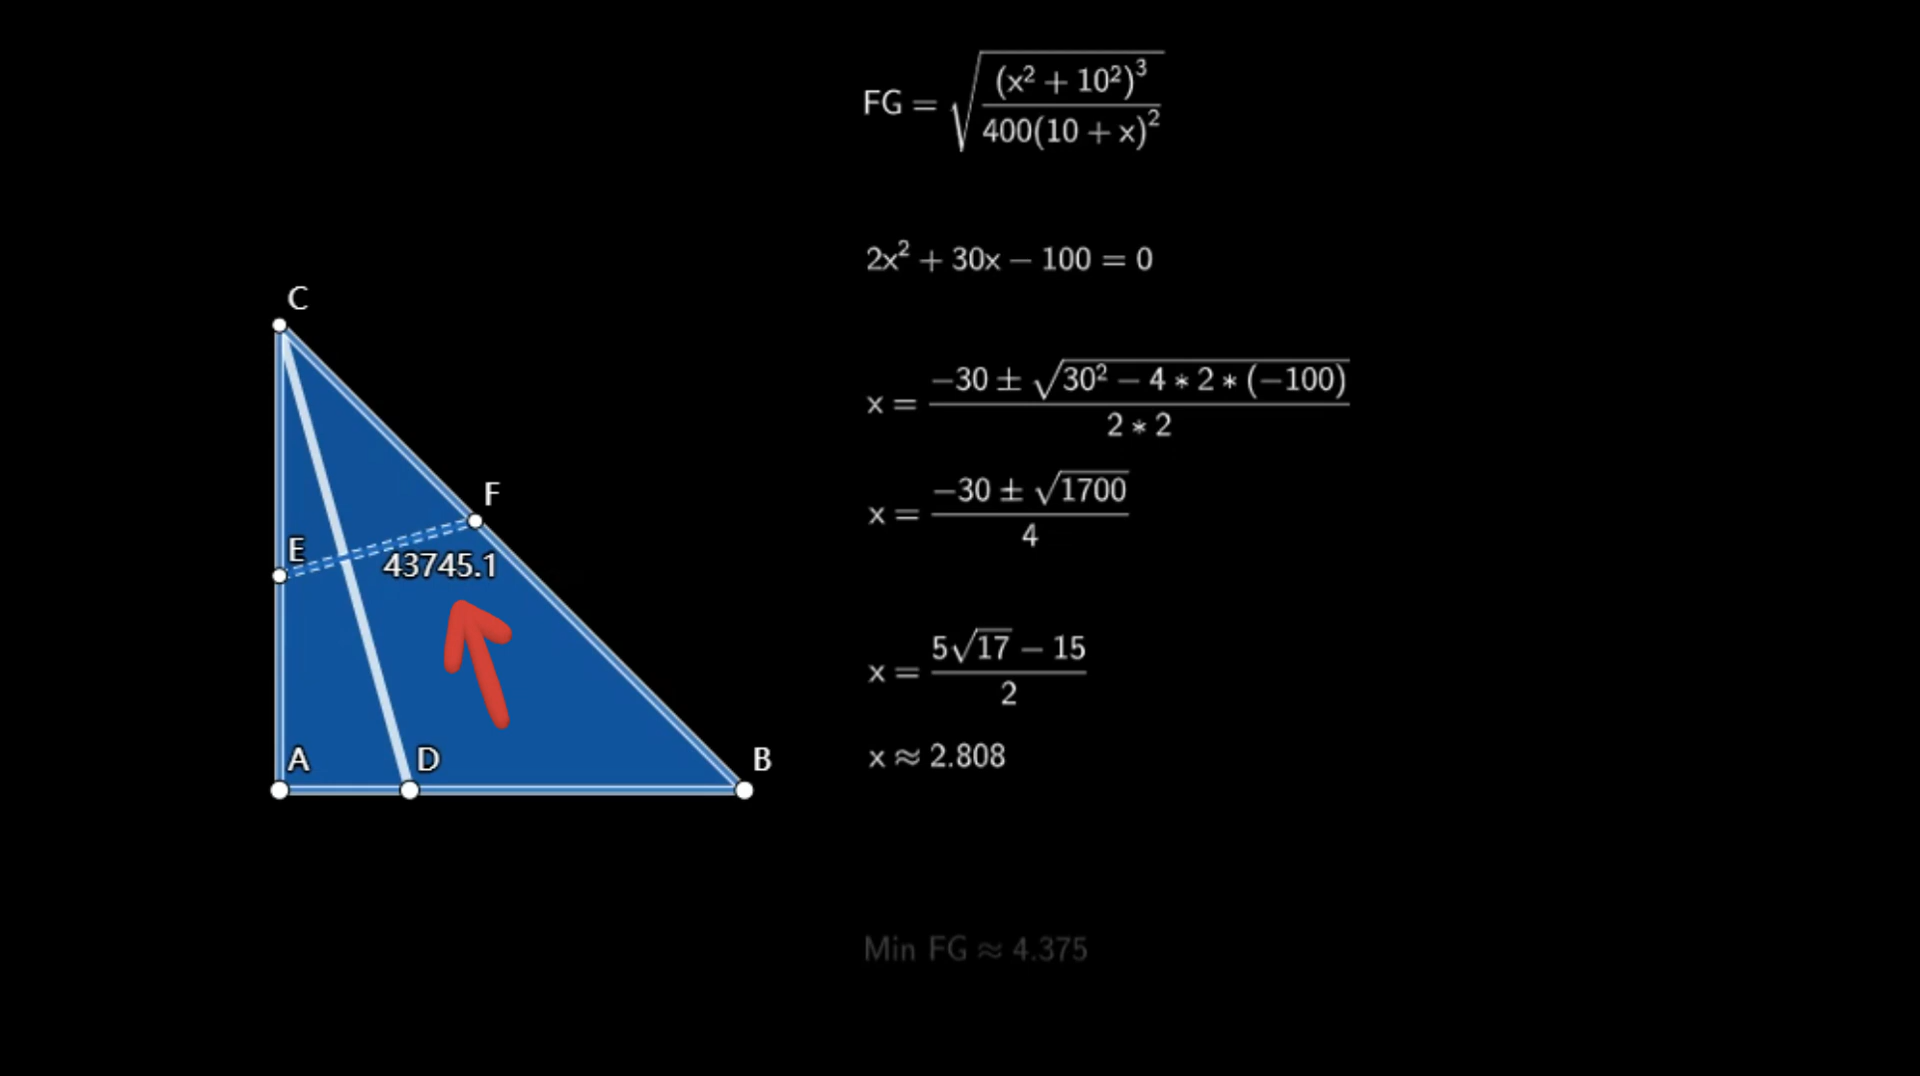 FG = √((x² + 10²)³ / 400(10 + x)²)
2x² + 30x − 100 = 0
x = (−30 ± √(30² − 4 * 2 * (−100))) / (2 * 2)
x = (−30 ± √1700) / 4
x = (5√17 − 15) / 2
x ≈ 2.808
Min FG ≈ 4.375
C
F
E
43745.1
A D B